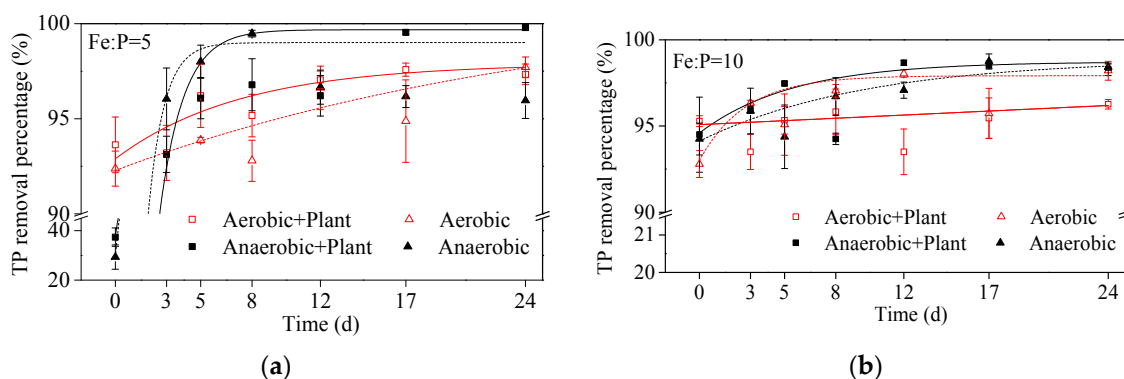 TP removal percentage (%)
100
95
90
40
20
Fe:P=5
Aerobic+Plant
Aerobic
Anaerobic+Plant
Anaerobic
0 3 5 8 12 17 24
Time (d)
(a)
TP removal percentage (%)
100
95
90
21
20
Fe:P=10
Aerobic+Plant
Aerobic
Anaerobic+Plant
Anaerobic
0 3 5 8 12 17 24
Time (d)
(b)